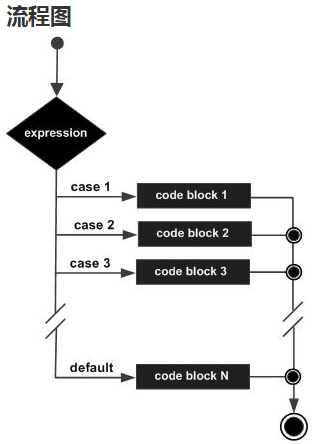 流程图
expression
case 1
code block 1
case 2
code block 2
case 3
code block 3
default
code block N